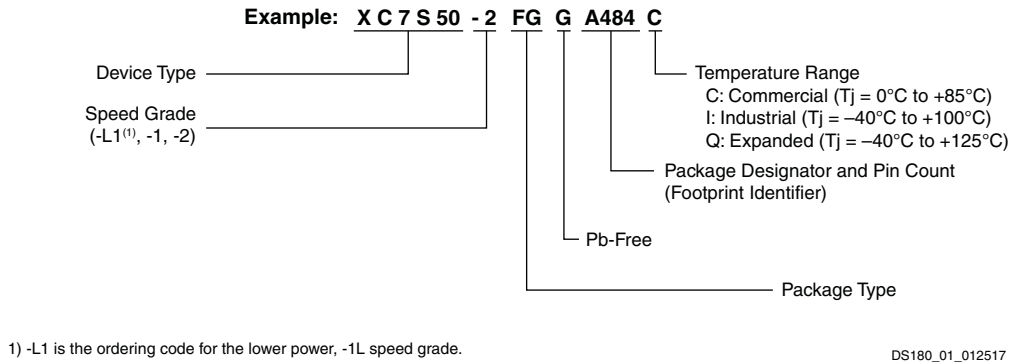 Example: X C 7 S 50 - 2 FG G A484 C
Device Type
Speed Grade
(-L1(1), -1, -2)
Temperature Range
C: Commercial (Tj = 0°C to +85°C)
I: Industrial (Tj = –40°C to +100°C)
Q: Expanded (Tj = –40°C to +125°C)
Package Designator and Pin Count
(Footprint Identifier)
Pb-Free
Package Type
1) -L1 is the ordering code for the lower power, -1L speed grade.
DS180_01_012517